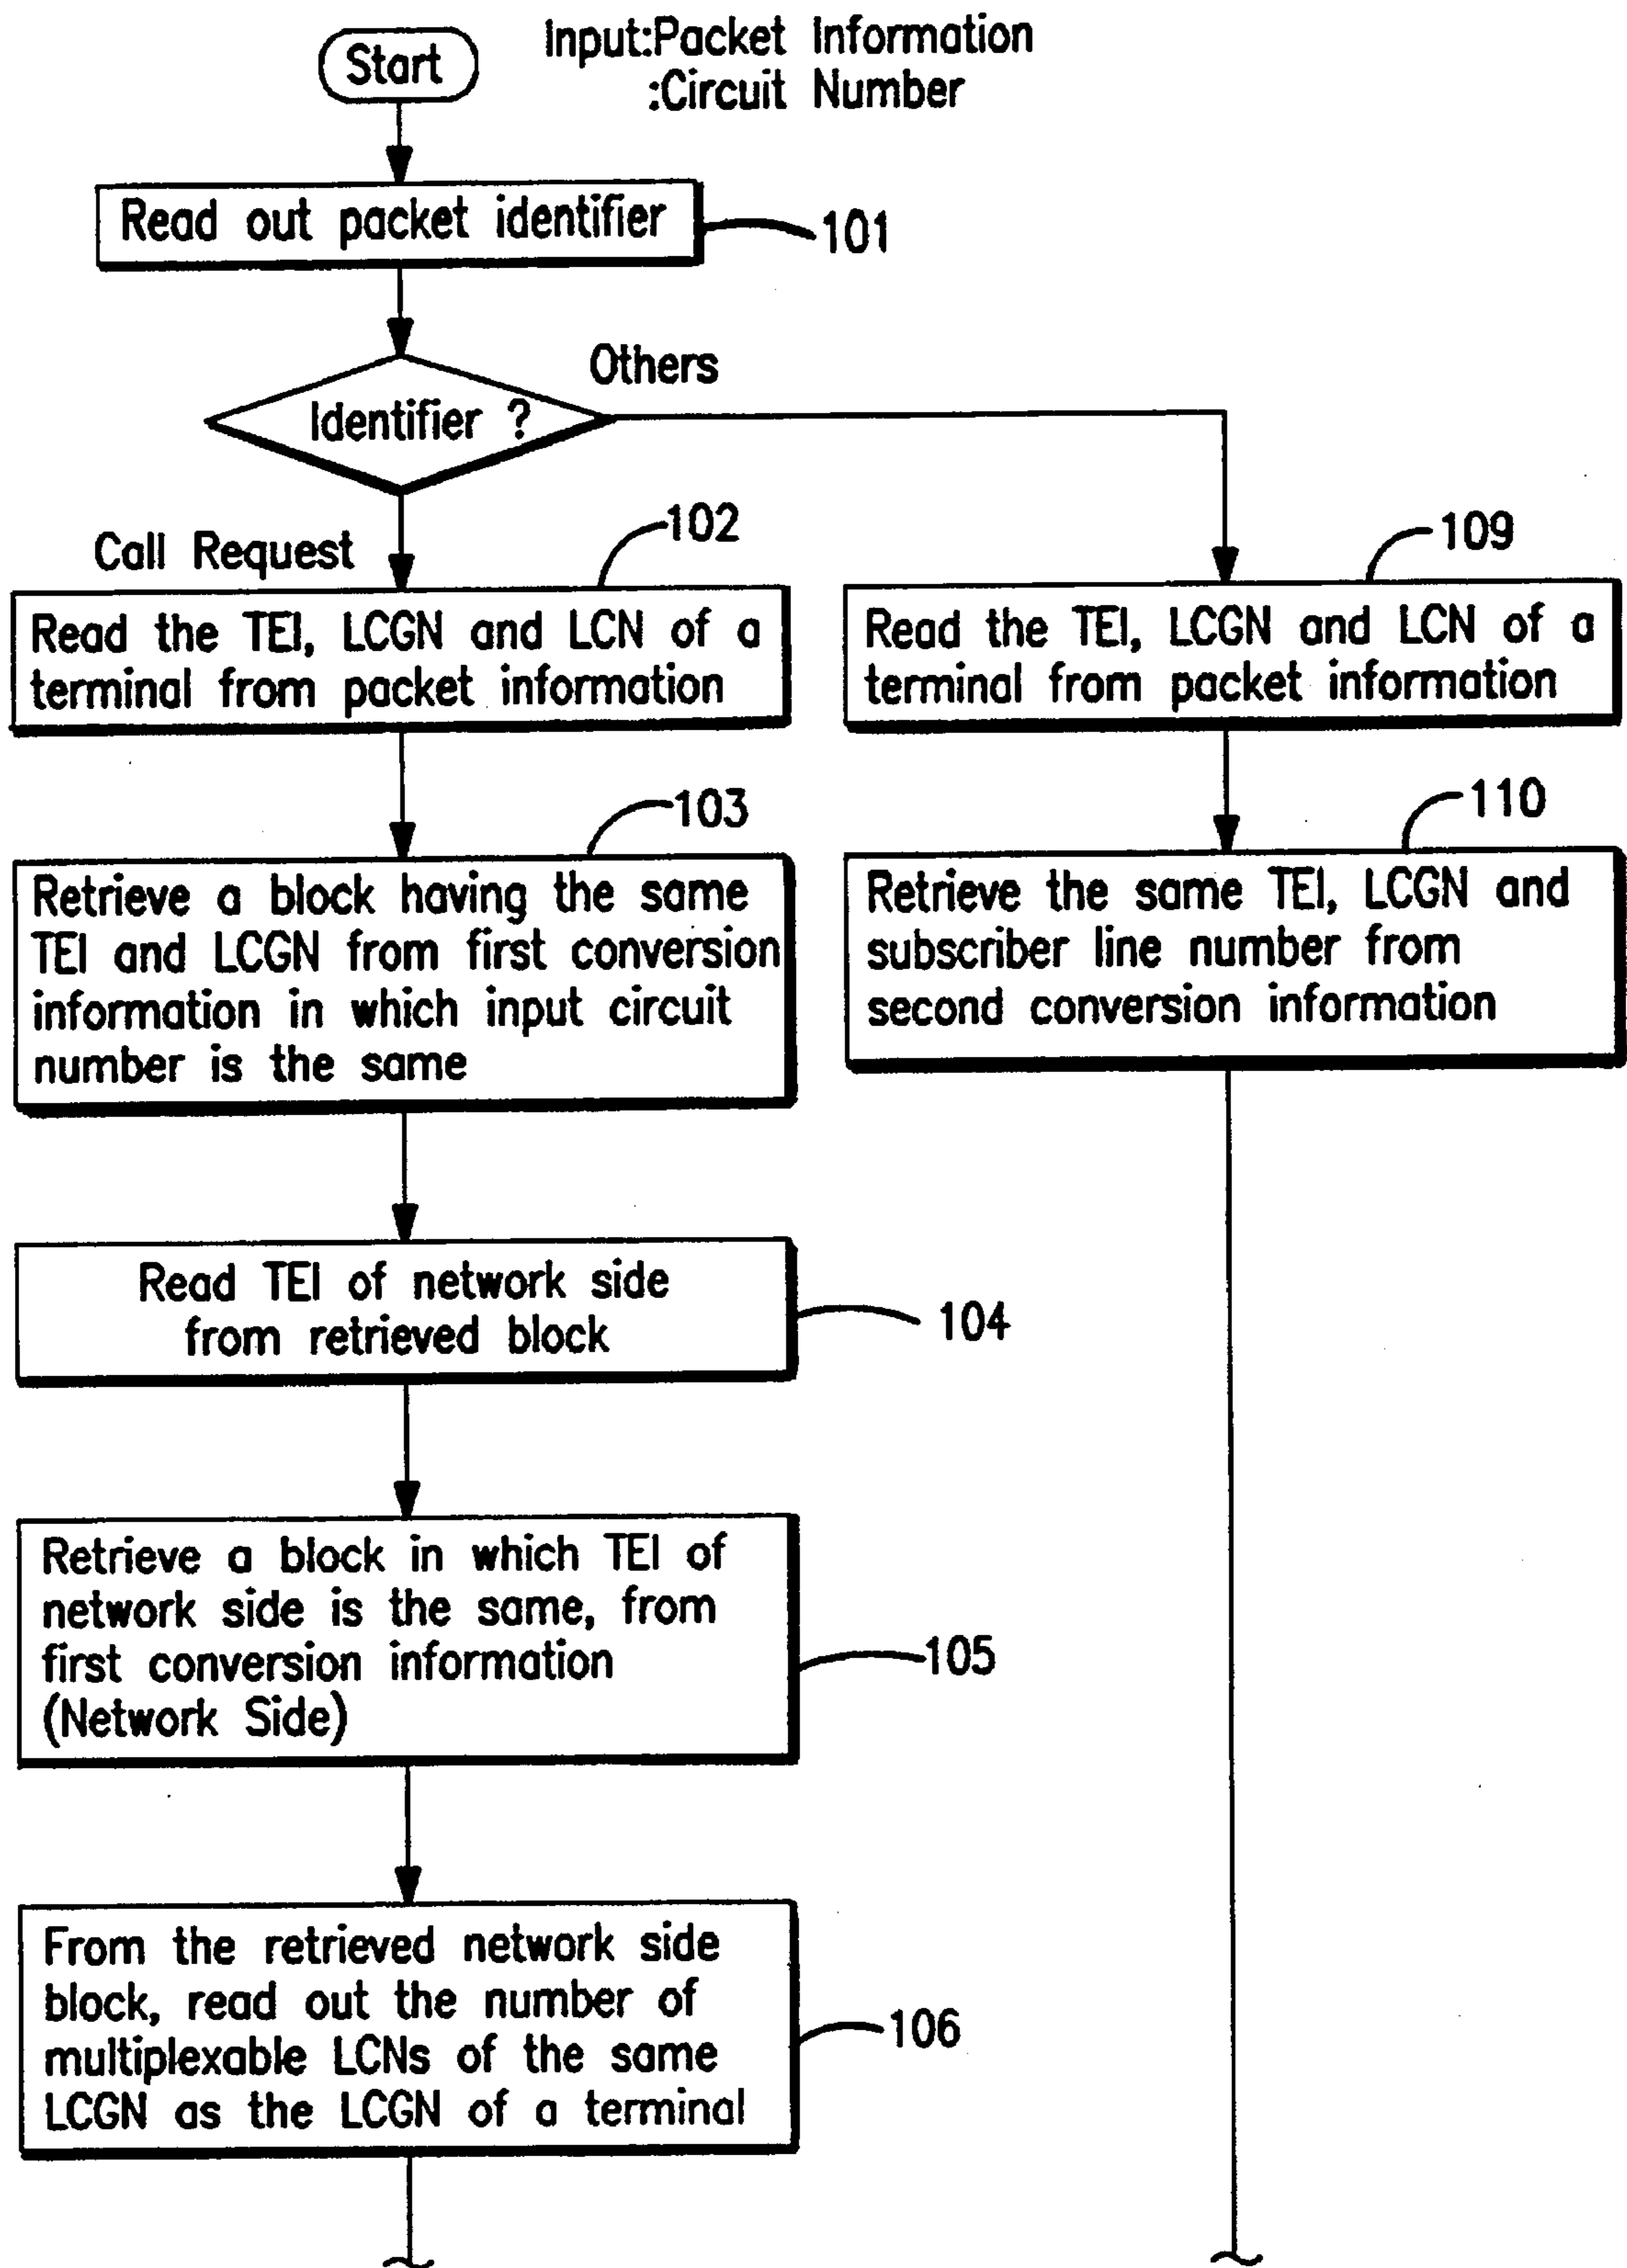 Start
Input:Packet Information
:Circuit Number
Read out packet identifier
101
Others
Identifier ?
Call Request
102
Read the TEI, LCGN and LCN of a
terminal from packet information
109
Read the TEI, LCGN and LCN of a
terminal from packet information
103
Retrieve a block having the same
TEI and LCGN from first conversion
information in which input circuit
number is the same
110
Retrieve the same TEI, LCGN and
subscriber line number from
second conversion information
Read TEI of network side
from retrieved block
104
Retrieve a block in which TEI of
network side is the same, from
first conversion information
(Network Side)
105
From the retrieved network side
block, read out the number of
multiplexable LCNs of the same
LCGN as the LCGN of a terminal
106